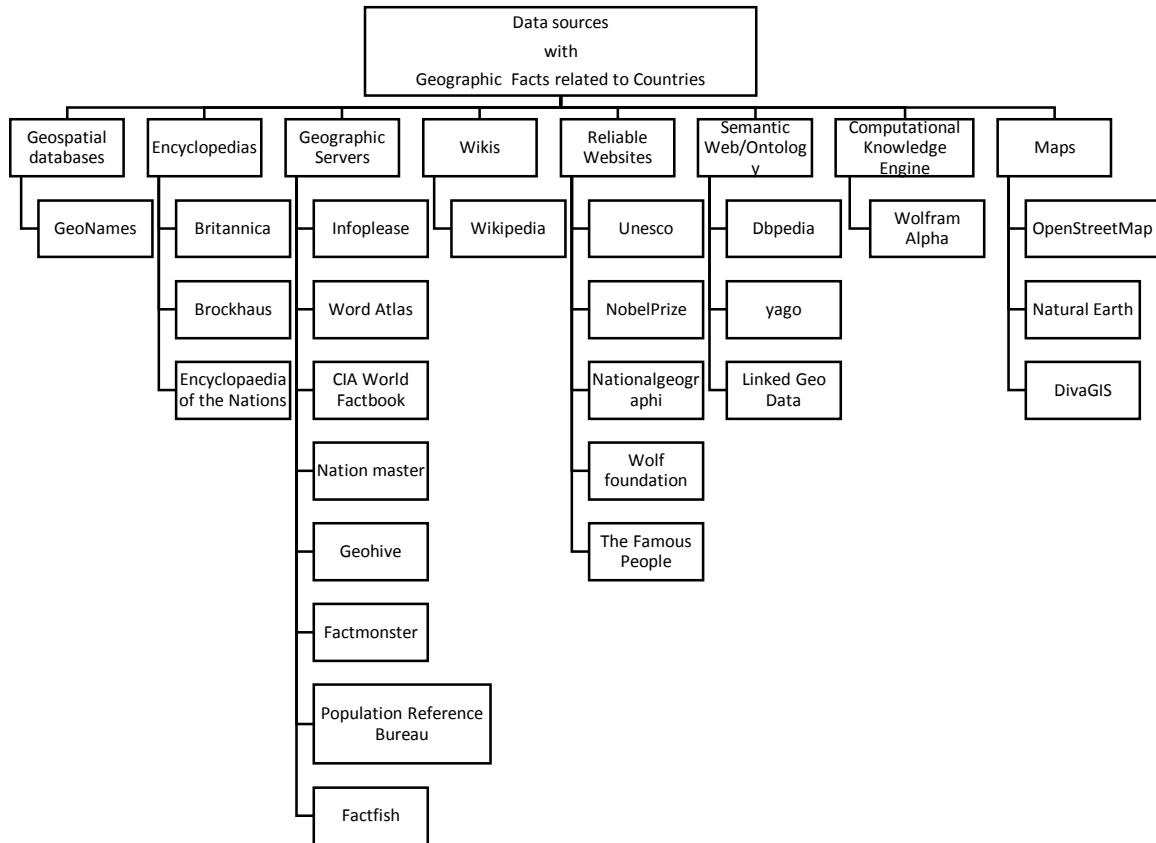 Data sources
with
Geographic Facts related to Countries
Geospatial
databases
GeoNames
Encyclopedias
Britannica
Brockhaus
Encyclopaedia
of the Nations
Geographic
Servers
Infoplease
Word Atlas
CIA World
Factbook
Nation master
Geohive
Factmonster
Population Reference
Bureau
Factfish
Wikis
Wikipedia
Reliable
Websites
Unesco
NobelPrize
Nationalgeogr
aphi
Wolf
foundation
The Famous
People
Semantic
Web/Ontolog
y
Dbpedia
yago
Linked Geo
Data
Computational
Knowledge
Engine
Wolfram
Alpha
Maps
OpenStreetMap
Natural Earth
DivaGIS